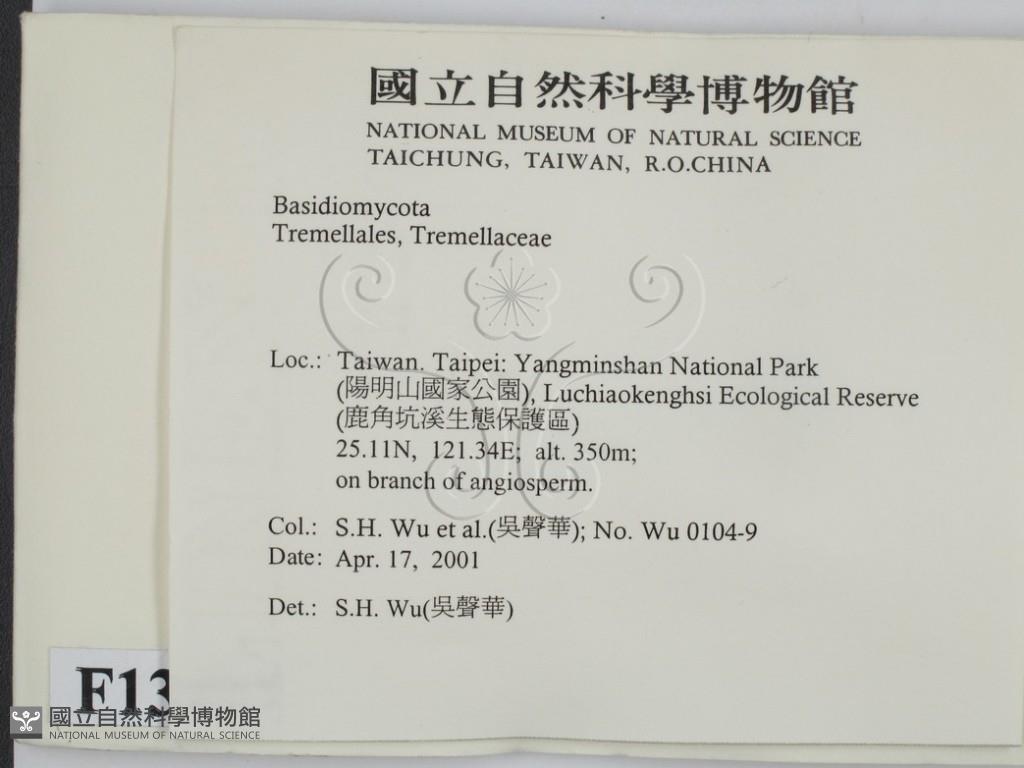 國立自然科學博物館
NATIONAL MUSEUM OF NATURAL SCIENCE
TAICHUNG, TAIWAN, R.O.CHINA
Basidiomycota
Tremellales, Tremellaceae
Loc.: Taiwan. Taipei: Yangminshan National Park
(陽明山國家公園), Luchiaokenghsi Ecological Reserve
(鹿角坑溪生態保護區)
25.11N, 121.34E; alt. 350m;
on branch of angiosperm.
Col.: S.H. Wu et al.(吳聲華); No. Wu 0104-9
Date: Apr. 17, 2001
Det.: S.H. Wu(吳聲華)
F13
國立自然科學博物館
NATIONAL MUSEUM OF NATURAL SCIENCE